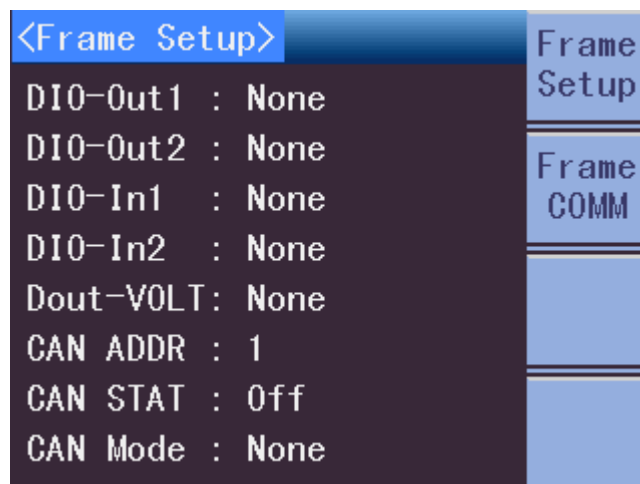 <Frame Setup>
DIO-Out1 : None
DIO-Out2 : None
DIO-In1 : None
DIO-In2 : None
Dout-VOLT: None
CAN ADDR : 1
CAN STAT : Off
CAN Mode : None
Frame
Setup
Frame
COMM